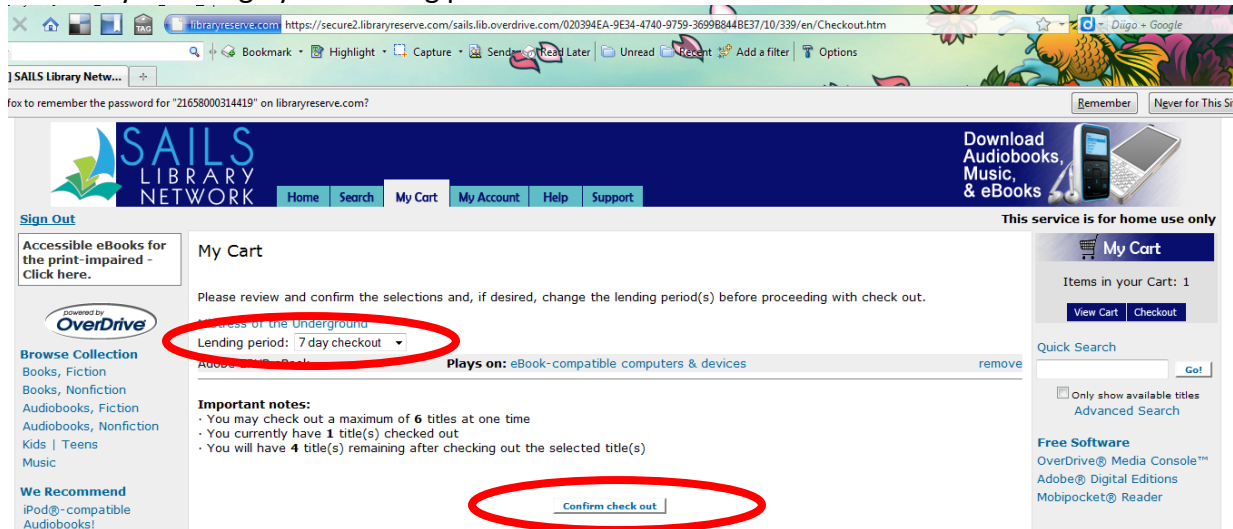 libraryreserve.com https://secure2.libraryreserve.com/sails.lib.overdrive.com/020394EA-9E34-4740-9759-3699B844BE37/10/339/en/Checkout.htm
Diigo + Google
TAG
Bookmark Highlight Capture Send Read Later Unread Recent Add a filter Options
] SAILS Library Netw...
fox to remember the password for "21658000314419" on libraryreserve.com?
Remember Never for This Si
SAILS
LIBRARY
NETWORK
Home Search My Cart My Account Help Support
Download
Audiobooks,
Music,
& eBooks
Sign Out
This service is for home use only
Accessible eBooks for
the print-impaired -
Click here.
powered by
OverDrive
Browse Collection
Books, Fiction
Books, Nonfiction
Audiobooks, Fiction
Audiobooks, Nonfiction
Kids | Teens
Music
We Recommend
iPod®-compatible
Audiobooks!
My Cart
Please review and confirm the selections and, if desired, change the lending period(s) before proceeding with check out.
Mistress of the Underground
Lending period: 7 day checkout
Adobe Plays on: eBook-compatible computers & devices remove
Important notes:
· You may check out a maximum of 6 titles at one time
· You currently have 1 title(s) checked out
· You will have 4 title(s) remaining after checking out the selected title(s)
Confirm check out
My Cart
Items in your Cart: 1
View Cart Checkout
Quick Search
Go!
Only show available titles
Advanced Search
Free Software
OverDrive® Media Console™
Adobe® Digital Editions
Mobipocket® Reader